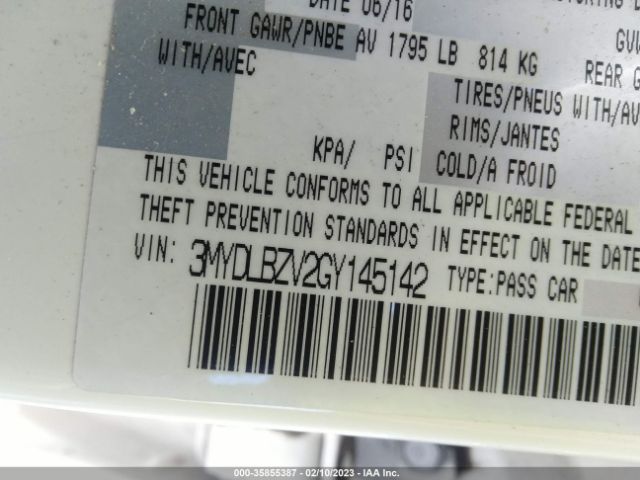 DATE 06/16
FRONT GAWR/PNBE AV 1795 LB 814 KG
WITH/AVEC
REAR
TIRES/PNEUS WITH/AV
RIMS/JANTES
KPA/ PSI COLD/A FROID
THIS VEHICLE CONFORMS TO ALL APPLICABLE FEDERAL
THEFT PREVENTION STANDARDS IN EFFECT ON THE DATE
VIN: 3MYDLBZV2GY145142 TYPE:PASS CAR
000-35855387 - 02/10/2023 - IAA Inc.